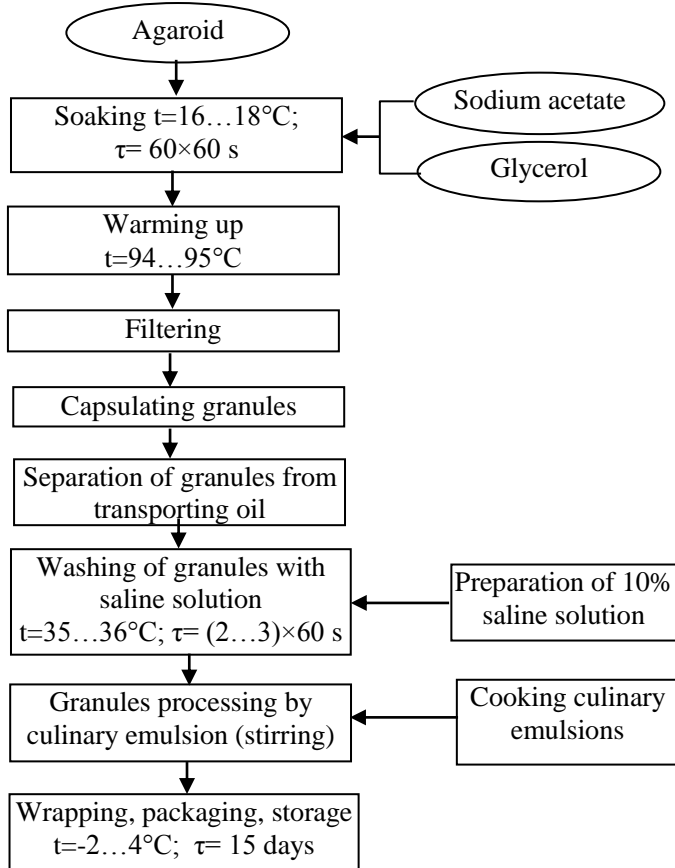 Agaroid
Soaking t=16…18°C;
τ= 60×60 s
Sodium acetate
Glycerol
Warming up
t=94…95°C
Filtering
Capsulating granules
Separation of granules from
transporting oil
Washing of granules with
saline solution
t=35…36°C; τ= (2…3)×60 s
Preparation of 10%
saline solution
Granules processing by
culinary emulsion (stirring)
Cooking culinary
emulsions
Wrapping, packaging, storage
t=-2…4°C; τ= 15 days